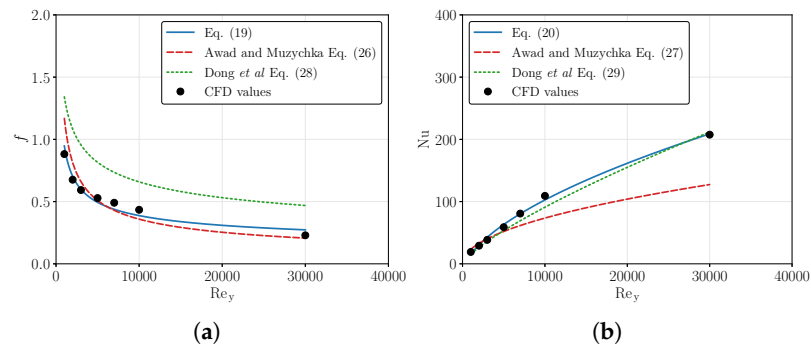 2.0
1.5
1.0
0.5
0.0
f
0
10000
20000
30000
40000
Re y
Eq. (19)
Awad and Muzychka Eq. (26)
Dong et al Eq. (28)
CFD values
(a)
400
300
200
100
0
Nu
0
10000
20000
30000
40000
Re y
Eq. (20)
Awad and Muzychka Eq. (27)
Dong et al Eq. (29)
CFD values
(b)